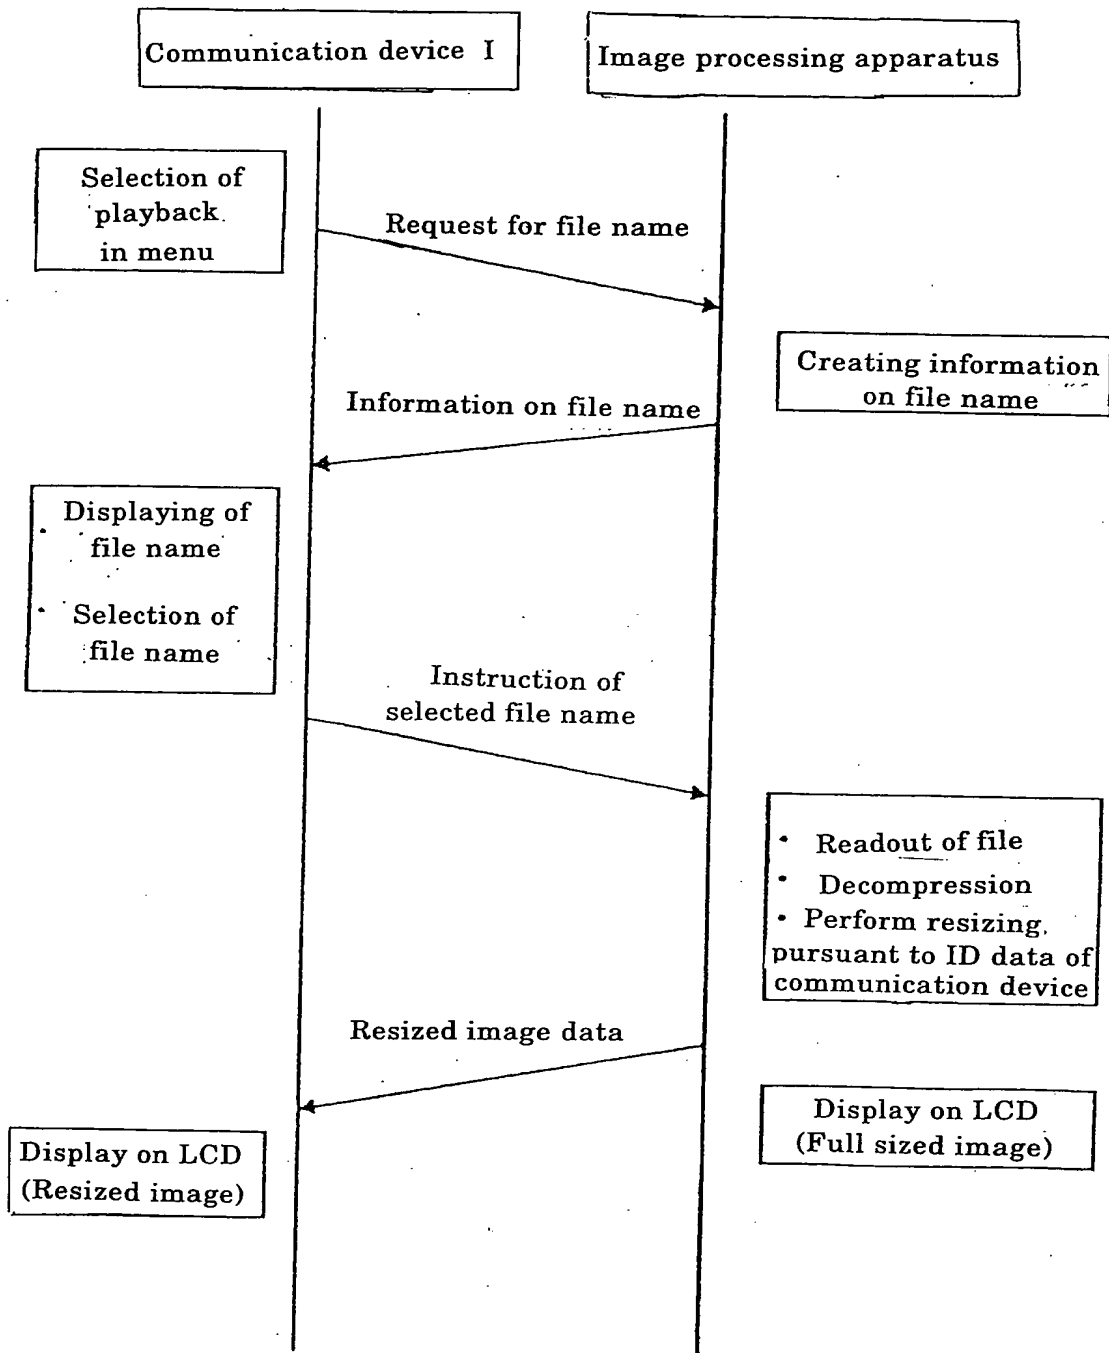 Communication device I
Image processing apparatus
Selection of
playback
in menu
Request for file name
Creating information
on file name
Information on file name
• Displaying of
file name
• Selection of
file name
Instruction of
selected file name
• Readout of file
• Decompression
• Perform resizing
pursuant to ID data of
communication device
Resized image data
Display on LCD
(Full sized image)
Display on LCD
(Resized image)